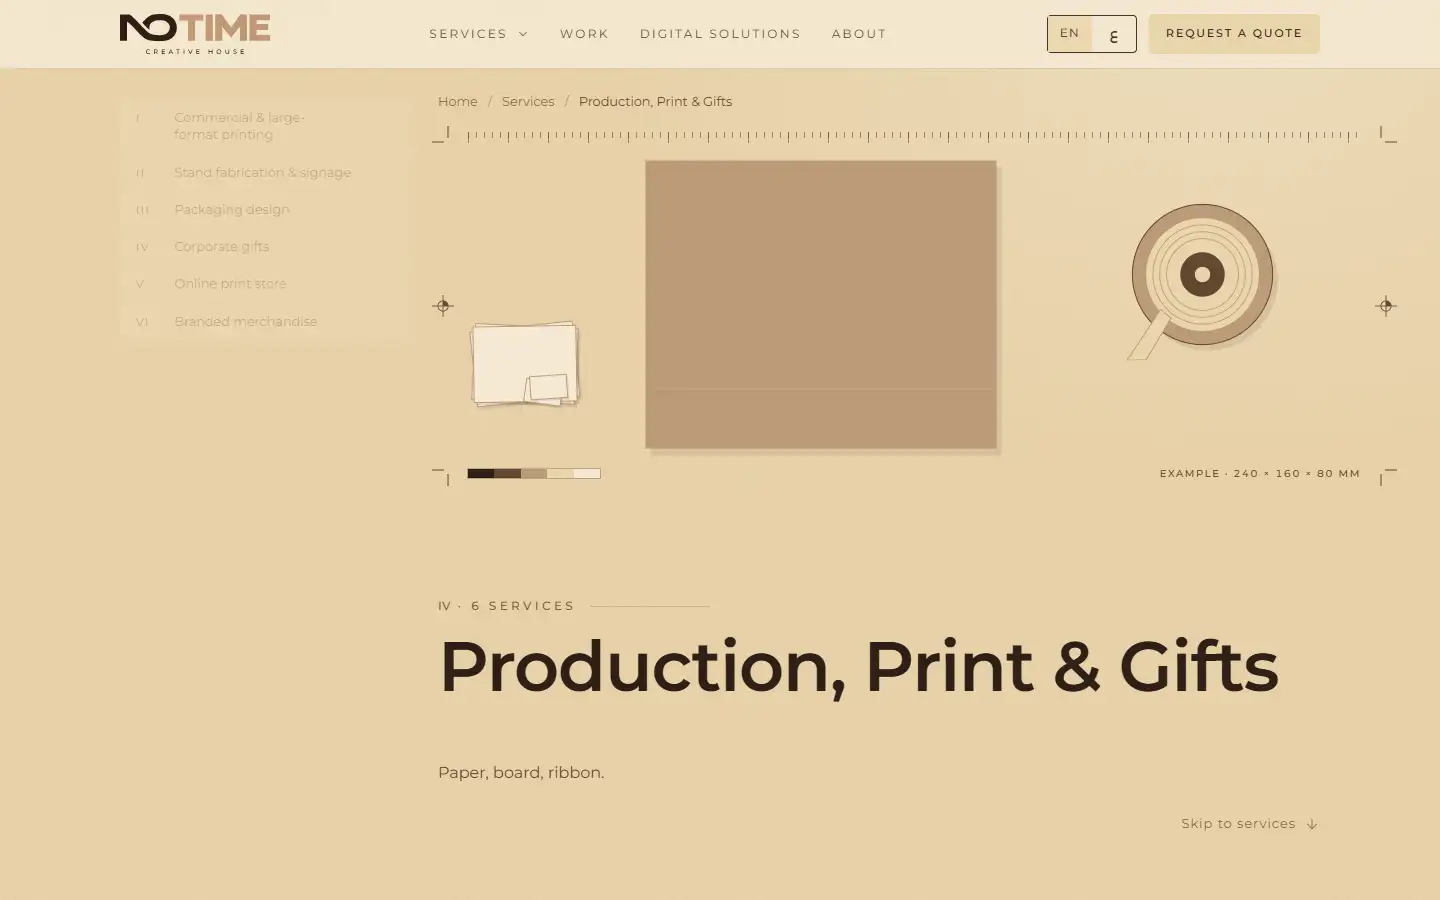 NOTIME
CREATIVE HOUSE
SERVICES
WORK
DIGITAL SOLUTIONS
ABOUT
EN
ع
REQUEST A QUOTE
I Commercial & large-
format printing
II Stand fabrication & signage
III Packaging design
IV Corporate gifts
V Online print store
VI Branded merchandise
Home / Services / Production, Print & Gifts
EXAMPLE · 240 × 160 × 80 MM
IV · 6 SERVICES
Production, Print & Gifts
Paper, board, ribbon.
Skip to services ↓